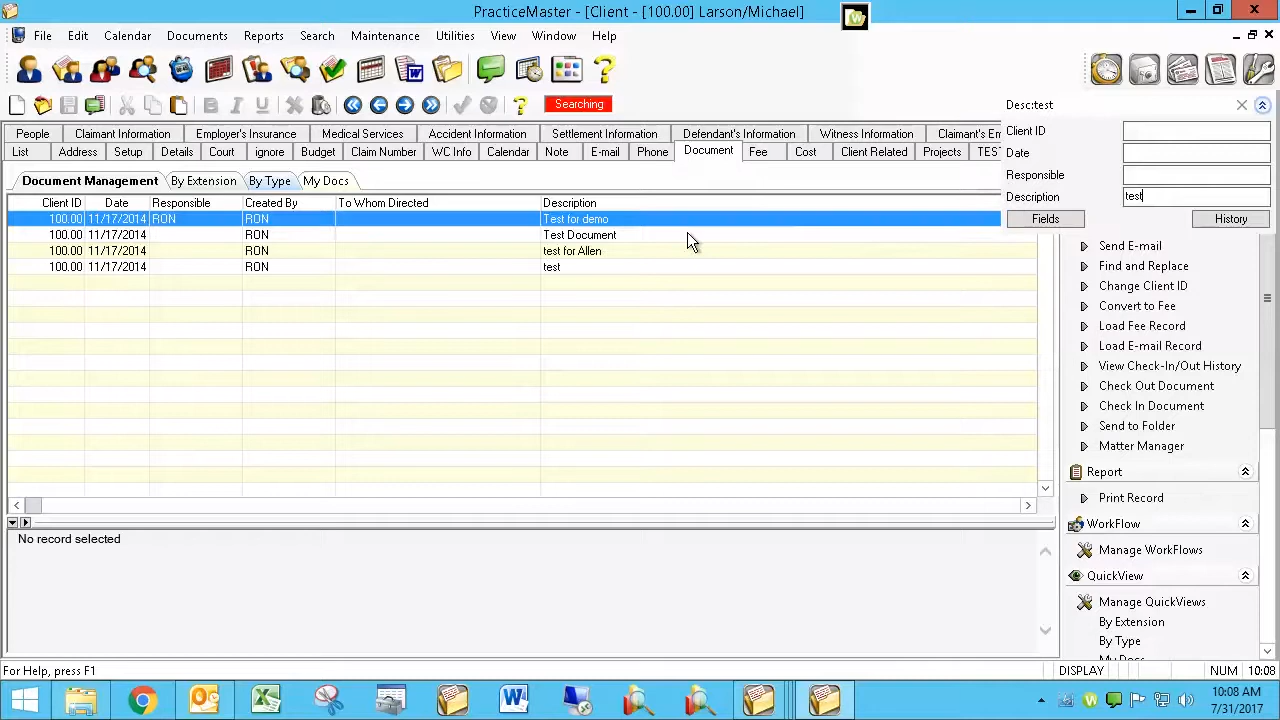 PracticeMaster - [Client - [100.00] Larson/Michael]
File Edit Calendar Documents Reports Search Maintenance Utilities View Window Help
Searching
Desc:test
Client ID
Date
Responsible
Description test
Fields History
People Claimant Information Employer's Insurance Medical Services Accident Information Settlement Information Defendant's Information Witness Information Claimant's Em
List Address Setup Details Court ignore Budget Claim Number WC Info Calendar Note E-mail Phone Document Fee Cost Client Related Projects TEST
Document Management By Extension By Type My Docs
Client ID Date Responsible Created By To Whom Directed Description
100.00 11/17/2014 RON RON Test for demo
100.00 11/17/2014 RON Test Document
100.00 11/17/2014 RON test for Allen
100.00 11/17/2014 RON test
Send E-mail
Find and Replace
Change Client ID
Convert to Fee
Load Fee Record
Load E-mail Record
View Check-In/Out History
Check Out Document
Check In Document
Send to Folder
Matter Manager
Report
Print Record
WorkFlow
Manage WorkFlows
QuickView
Manage QuickViews
By Extension
By Type
My Docs
No record selected
For Help, press F1
DISPLAY NUM 10:08
10:08 AM
7/31/2017